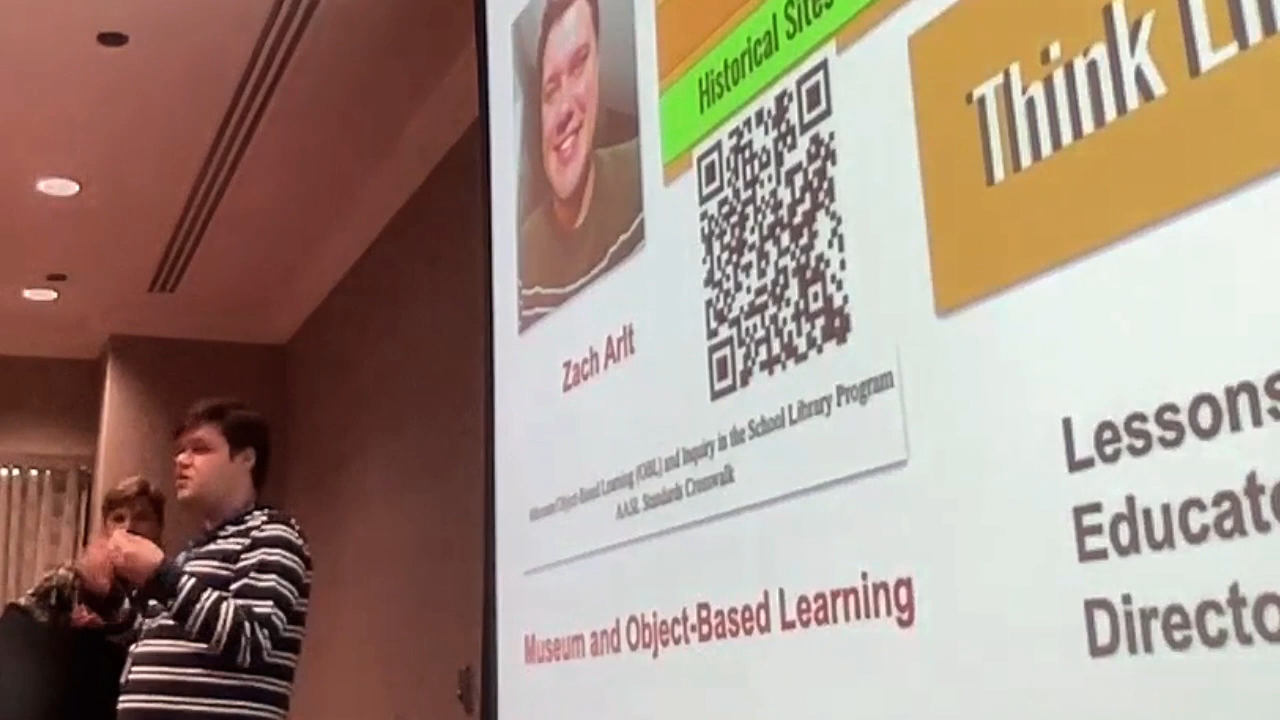 Historical Sites
Think Li
Zach Arlt
Museum/Object-Based Learning (OBL) and Inquiry in the School Library Program
AASL Standards Crosswalk
Museum and Object-Based Learning
Lessons
Educato
Directo